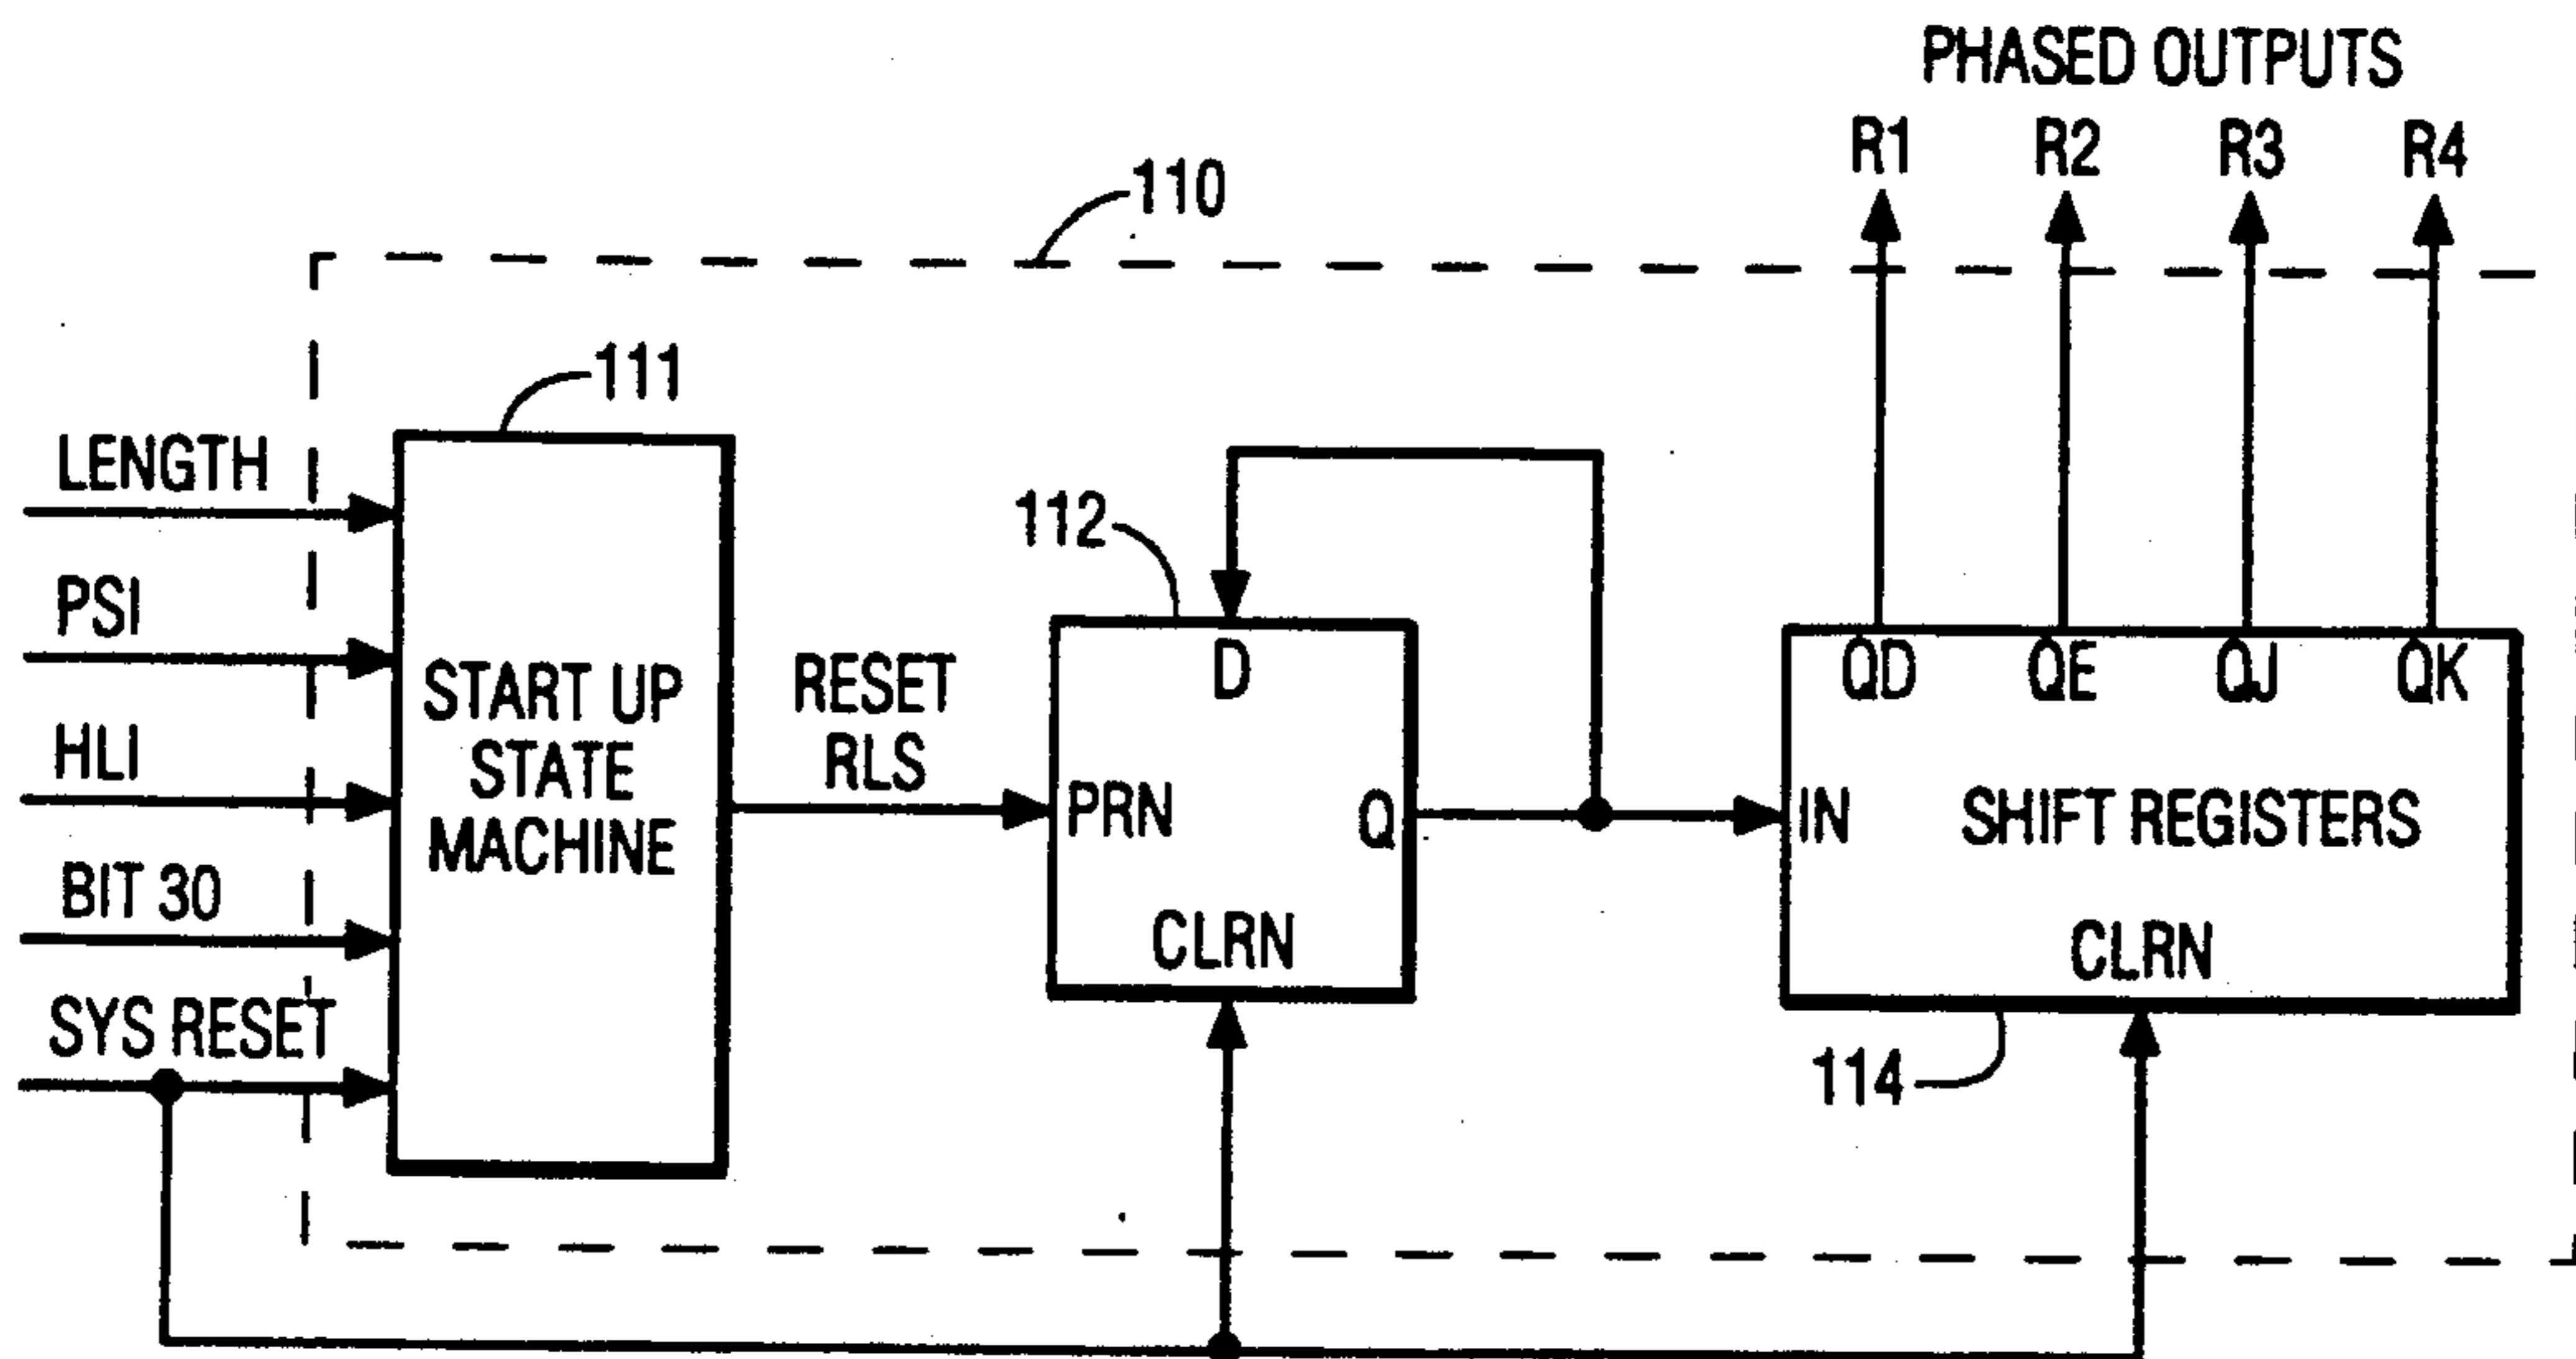 PHASED OUTPUTS
R1 R2 R3 R4
110
111
LENGTH
PSI
HLI
BIT 30
SYS RESET
START UP
STATE
MACHINE
RESET
RLS
112
D
PRN
Q
CLRN
QD QE QJ QK
IN
SHIFT REGISTERS
CLRN
114